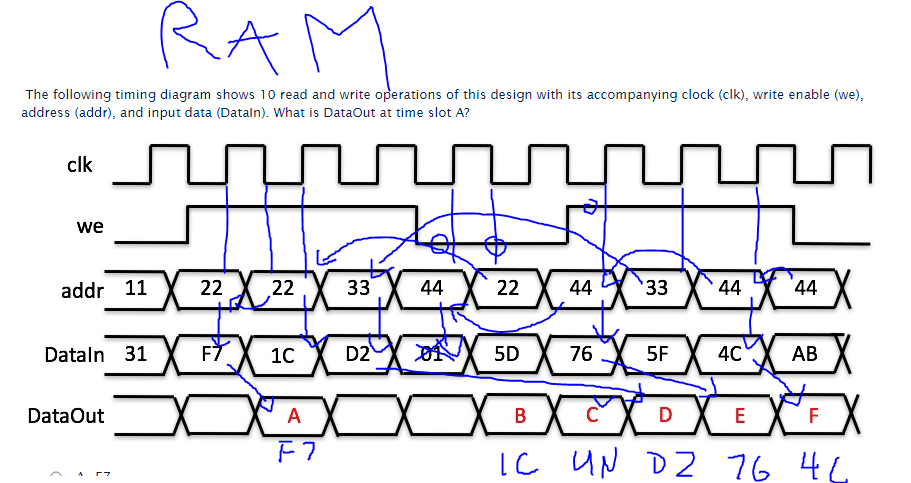 RAM
The following timing diagram shows 10 read and write operations of this design with its accompanying clock (clk), write enable (we),
address (addr), and input data (DataIn). What is DataOut at time slot A?
clk
we
addr 11 22 22 33 44 22 44 33 44 44
DataIn 31 F7 1C D2 01 5D 76 5F 4C AB
DataOut A B C D E F
F7 1C UN D2 76 4C